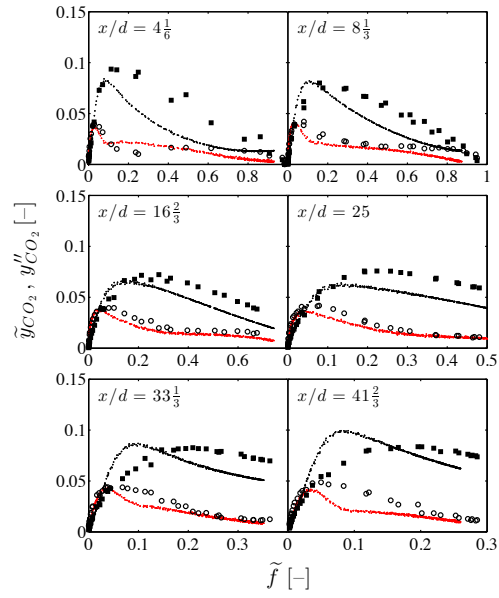 x/d = 4 1/6
x/d = 8 1/3
0.15
0.1
0.05
0
0 0.2 0.4 0.6 0.8
0 0.2 0.4 0.6 0.8 1
x/d = 16 2/3
x/d = 25
0.15
0.1
0.05
0
0 0.2 0.4 0.6
0 0.1 0.2 0.3 0.4 0.5
x/d = 33 1/3
x/d = 41 2/3
0.15
0.1
0.05
0
0 0.1 0.2 0.3
0 0.1 0.2 0.3
ỹ_{CO_2}, y''_{CO_2} [–]
f̃ [–]